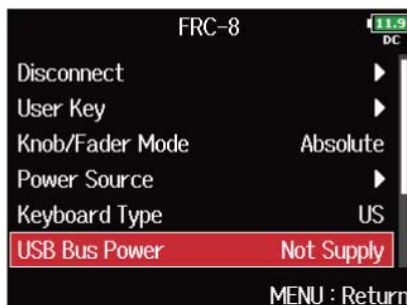 FRC-8
11.9
DC
Disconnect
User Key
Knob/Fader Mode Absolute
Power Source
Keyboard Type US
USB Bus Power Not Supply
MENU : Return